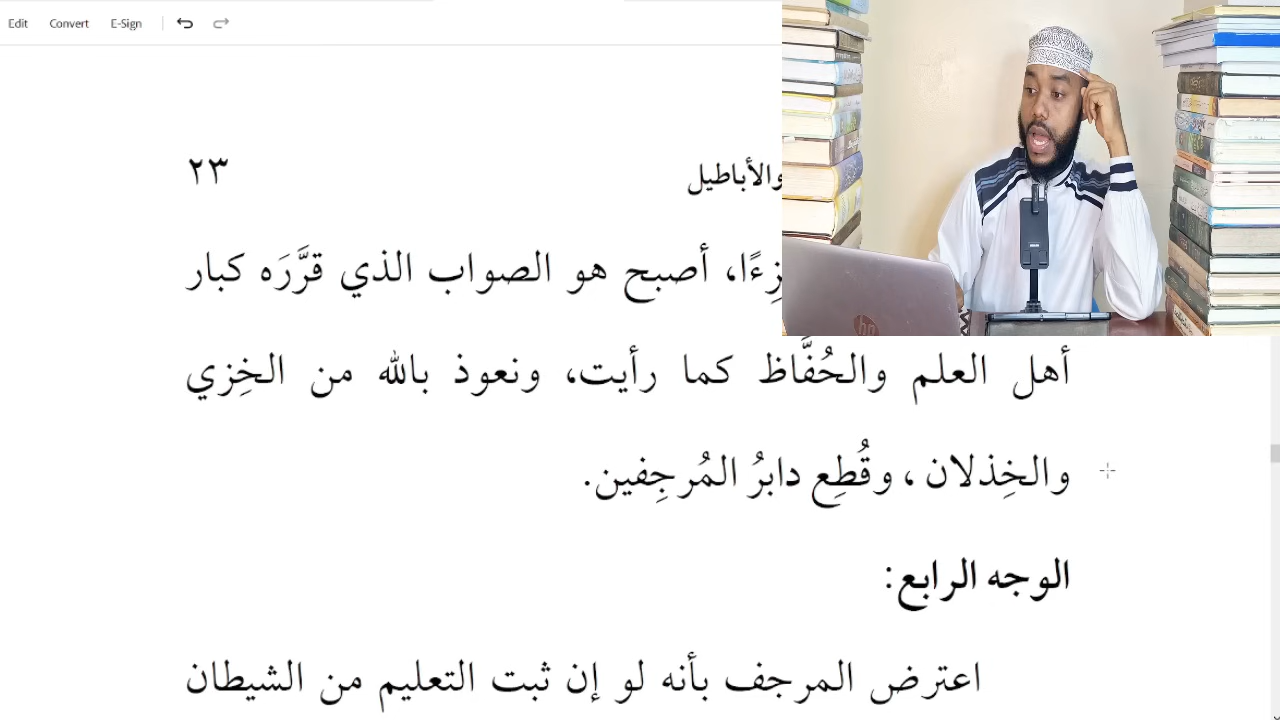 Edit Convert E-Sign
والأباطيل ٢٣
أصبح هو الصواب الذي قرَّرَه كبار
أهل العلم والحُفَّاظ كما رأيت، ونعوذ بالله من الخِزي
والخِذلان ، وقُطِع دابرُ المُرجِفين.
الوجه الرابع:
اعترض المرجف بأنه لو إن ثبت التعليم من الشيطان
hp